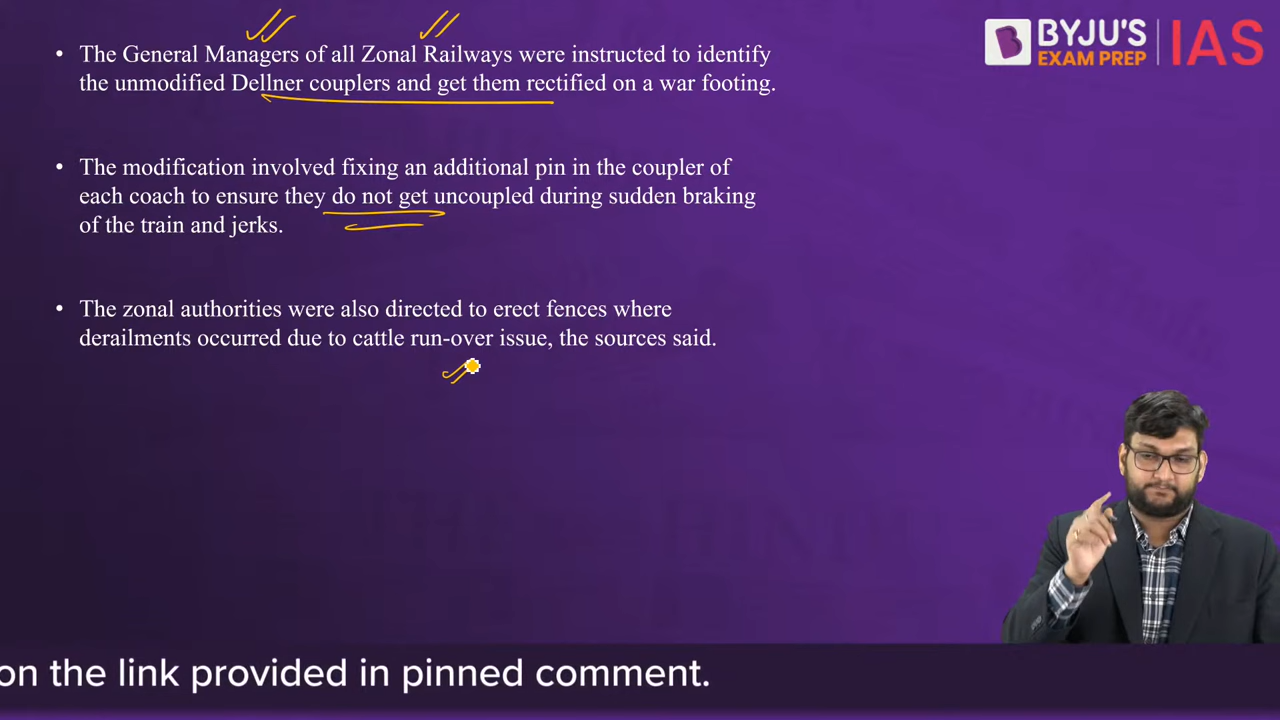 BYJU'S
EXAM PREP
IAS
• The General Managers of all Zonal Railways were instructed to identify
the unmodified Dellner couplers and get them rectified on a war footing.
• The modification involved fixing an additional pin in the coupler of
each coach to ensure they do not get uncoupled during sudden braking
of the train and jerks.
• The zonal authorities were also directed to erect fences where
derailments occurred due to cattle run-over issue, the sources said.
on the link provided in pinned comment.